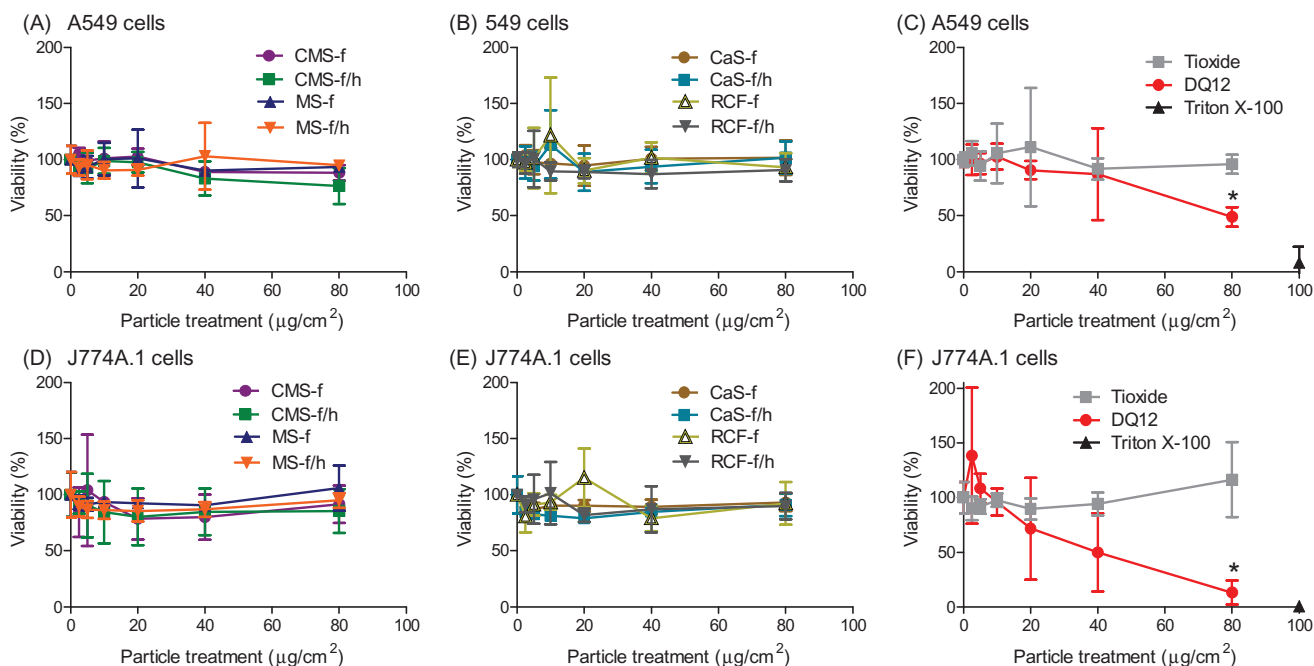 (A) A549 cells
200
150
100
50
0
Viability (%)
0 20 40 60 80 100
Particle treatment (μg/cm²)
CMS-f
CMS-f/h
MS-f
MS-f/h
(B) 549 cells
200
150
100
50
0
Viability (%)
0 20 40 60 80 100
Particle treatment (μg/cm²)
CaS-f
CaS-f/h
RCF-f
RCF-f/h
(C) A549 cells
200
150
100
50
0
Viability (%)
0 20 40 60 80 100
Particle treatment (μg/cm²)
Tioxide
DQ12
Triton X-100
*
(D) J774A.1 cells
200
150
100
50
0
Viability (%)
0 20 40 60 80 100
Particle treatment (μg/cm²)
CMS-f
CMS-f/h
MS-f
MS-f/h
(E) J774A.1 cells
200
150
100
50
0
Viability (%)
0 20 40 60 80 100
Particle treatment (μg/cm²)
CaS-f
CaS-f/h
RCF-f
RCF-f/h
(F) J774A.1 cells
200
150
100
50
0
Viability (%)
0 20 40 60 80 100
Particle treatment (μg/cm²)
Tioxide
DQ12
Triton X-100
*